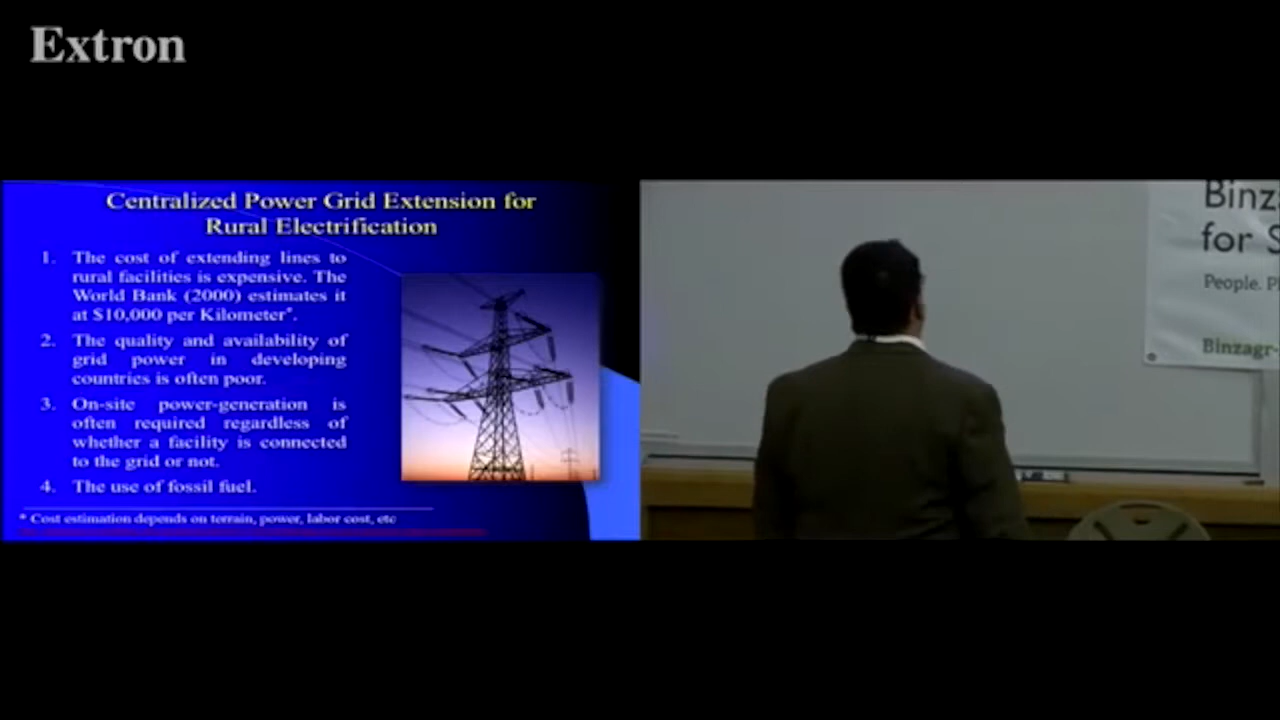 Extron
Centralized Power Grid Extension for
Rural Electrification
1. The cost of extending lines to
rural facilities is expensive. The
World Bank (2000) estimates it
at $10,000 per Kilometer*.
2. The quality and availability of
grid power in developing
countries is often poor.
3. On-site power-generation is
often required regardless of
whether a facility is connected
to the grid or not.
4. The use of fossil fuel.
* Cost estimation depends on terrain, power, labor cost, etc
Binz
for S
People. P
Binzagr-